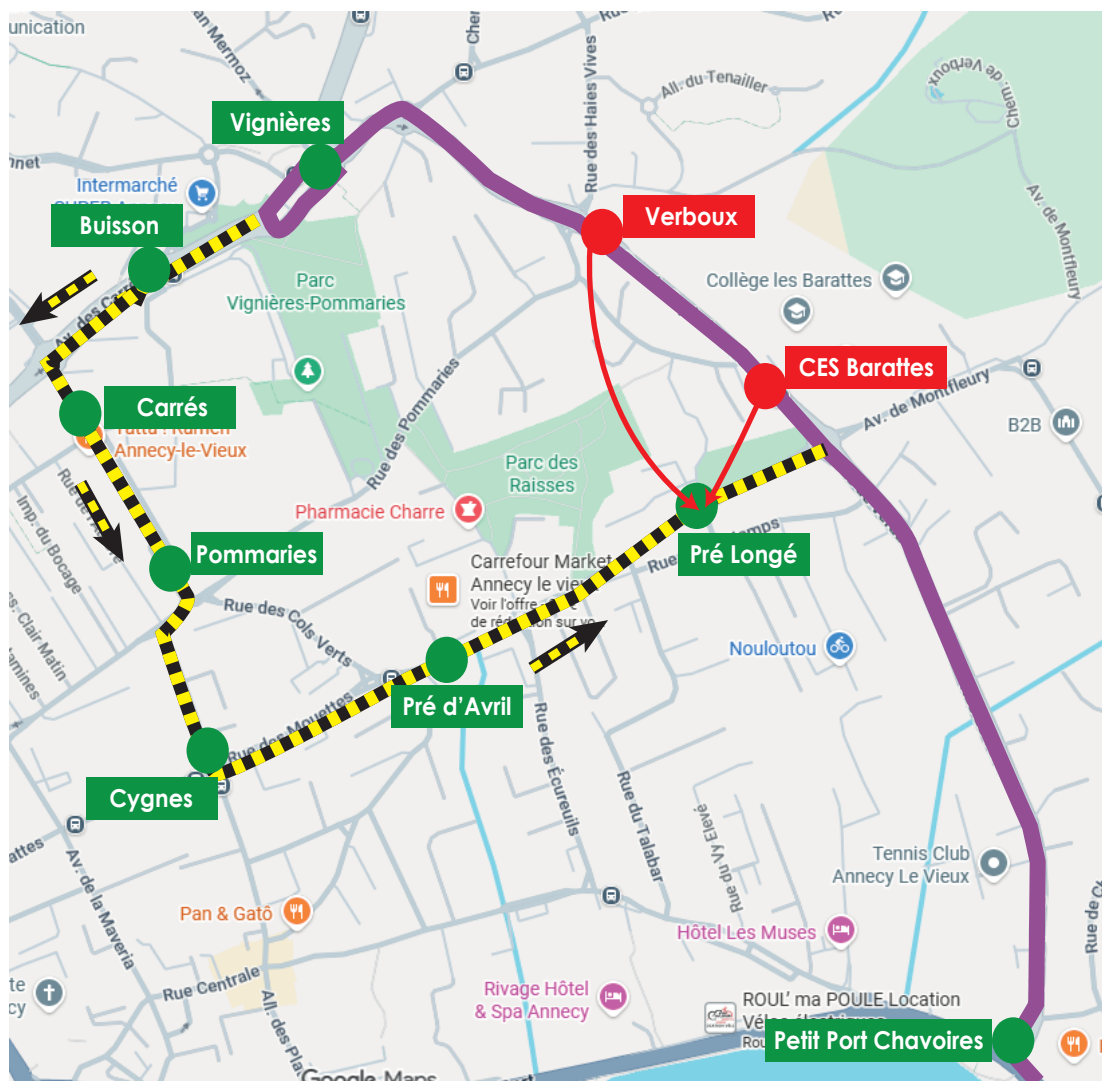 unication
an Mermoz
Rue des Haies Vives
All. du Tenailler
Chem. de Verboux
Av. de Montfleury
Vignières
Intermarché
Buisson
Verboux
Parc
Vignières-Pommaries
Collège les Barattes
Av. des Carrés
CES Barattes
Av. de Montfleury
B2B
Carrés
Annecy-le-Vieux
Rue des Pommaries
Parc des
Raisses
Imp. du Bocage
Pharmacie Charre
Pommaries
Pré Longé
Carrefour Market
Annecy le vieux
Voir l'offre
Clair Matin
Rue des Cols Verts
Nouloutou
Pré d'Avril
Rue des Mouettes
Cygnes
Rue des Écureuils
Rue du Talabar
Rue du Vy Elevé
attes
Av. de la Maveria
Tennis Club
Annecy Le Vieux
Pan & Gatô
Hôtel Les Muses
Rue Centrale
Rivage Hôtel
& Spa Annecy
ROUL' ma POULE Location
Petit Port Chavoires
Google Maps